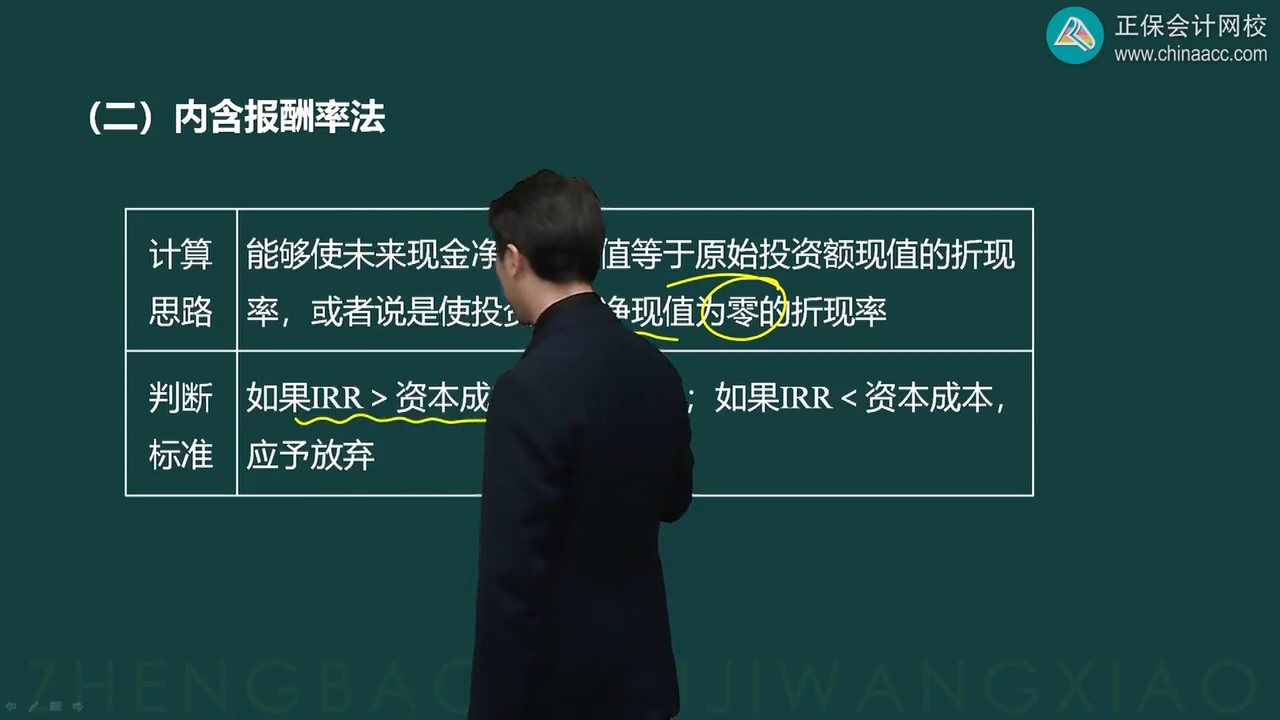 正保会计网校
www.chinaacc.com
（二）内含报酬率法
计算
思路
能够使未来现金净 值等于原始投资额现值的折现
率，或者说是使投资 净现值为零的折现率
判断
标准
如果IRR＞资本成 ；如果IRR＜资本成本，
应予放弃
ZHENGBAO IJIWANGXIAO